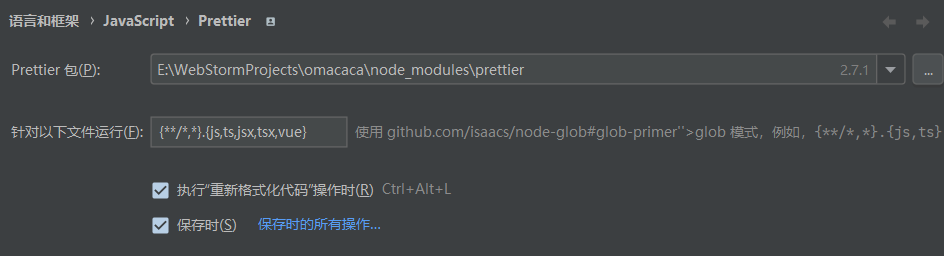 语言和框架 › JavaScript › Prettier
Prettier 包(P): E:\WebStormProjects\omacaca\node_modules\prettier 2.7.1 ...
针对以下文件运行(F): {**/*,*}.{js,ts,jsx,tsx,vue} 使用 github.com/isaacs/node-glob#glob-primer">glob 模式，例如，{**/*,*}.{js,ts}
执行"重新格式化代码"操作时(R) Ctrl+Alt+L
保存时(S) 保存时的所有操作...